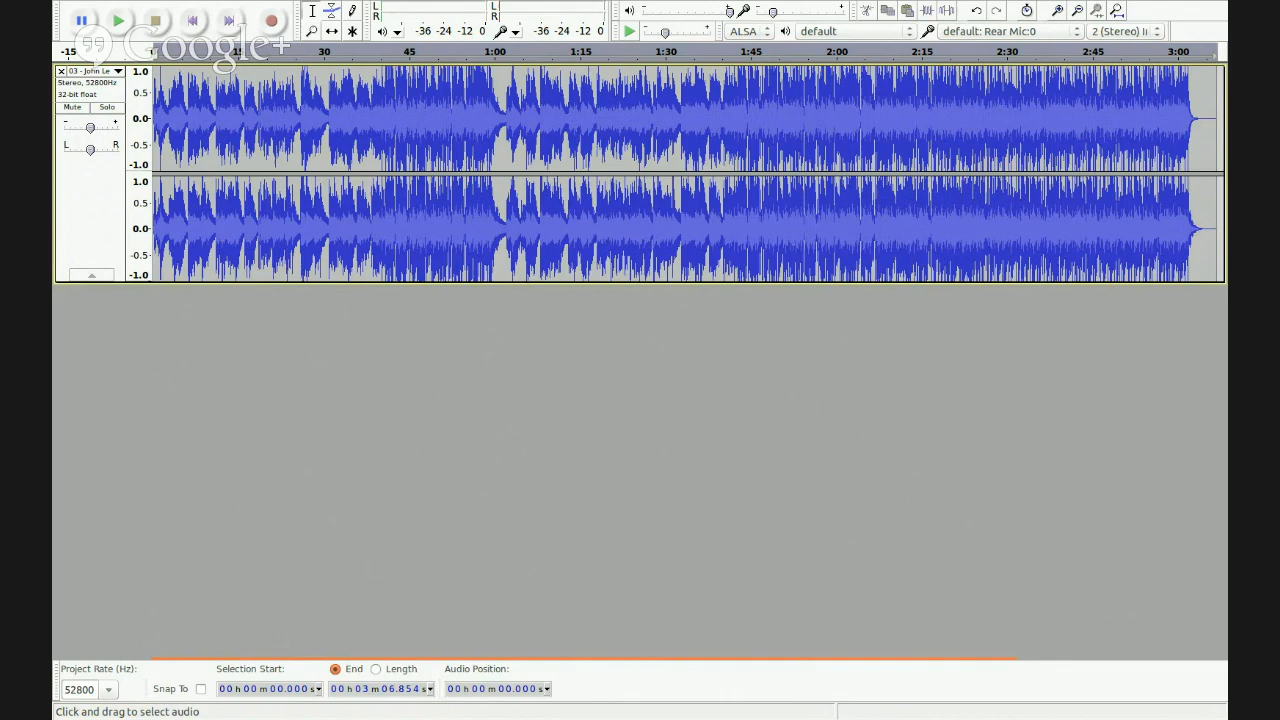 L
R
L
R
-36 -24 -12 0
-36 -24 -12 0
ALSA
default
default: Rear Mic:0
2 (Stereo) I
Google+
-15
30
45
1:00
1:15
1:30
1:45
2:00
2:15
2:30
2:45
3:00
03 - John Le
Stereo, 52800Hz
32-bit float
Mute Solo
- +
L R
1.0
0.5
0.0
-0.5
-1.0
1.0
0.5
0.0
-0.5
-1.0
Project Rate (Hz):
Selection Start:
End
Length
Audio Position:
52800
Snap To
00 h 00 m 00.000 s
00 h 03 m 06.854 s
00 h 00 m 00.000 s
Click and drag to select audio